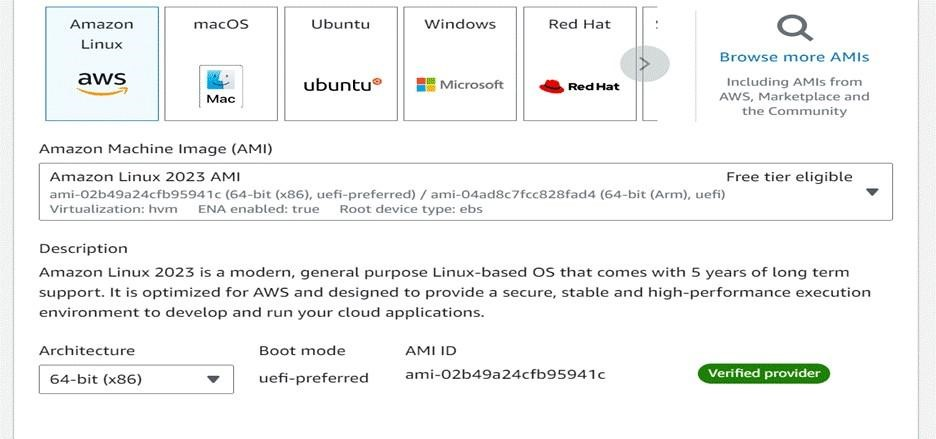 Amazon
Linux
aws
macOS
Mac
Ubuntu
ubuntu
Windows
Microsoft
Red Hat
Red Hat
Browse more AMIs
Including AMIs from
AWS, Marketplace and
the Community
Amazon Machine Image (AMI)
Amazon Linux 2023 AMI
Free tier eligible
ami-02b49a24cfb95941c (64-bit (x86), uefi-preferred) / ami-04ad8c7fcc828fad4 (64-bit (Arm), uefi)
Virtualization: hvm ENA enabled: true Root device type: ebs
Description
Amazon Linux 2023 is a modern, general purpose Linux-based OS that comes with 5 years of long term
support. It is optimized for AWS and designed to provide a secure, stable and high-performance execution
environment to develop and run your cloud applications.
Architecture
64-bit (x86)
Boot mode
uefi-preferred
AMI ID
ami-02b49a24cfb95941c
Verified provider